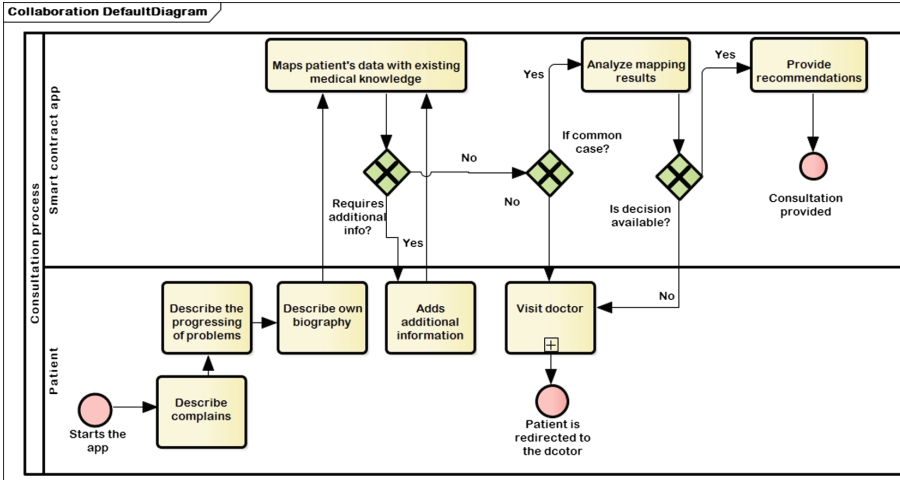 Collaboration DefaultDiagram
Consultation process
Smart contract app
Maps patient's data with existing
medical knowledge
Analyze mapping
results
Provide
recommendations
Yes
Yes
If common
case?
No
No
Requires
additional
info?
Yes
Is decision
available?
Consultation
provided
Patient
Describe the
progressing
of problems
Describe own
biography
Adds
additional
information
Visit doctor
No
Describe
complains
Starts the
app
Patient is
redirected to
the dcotor